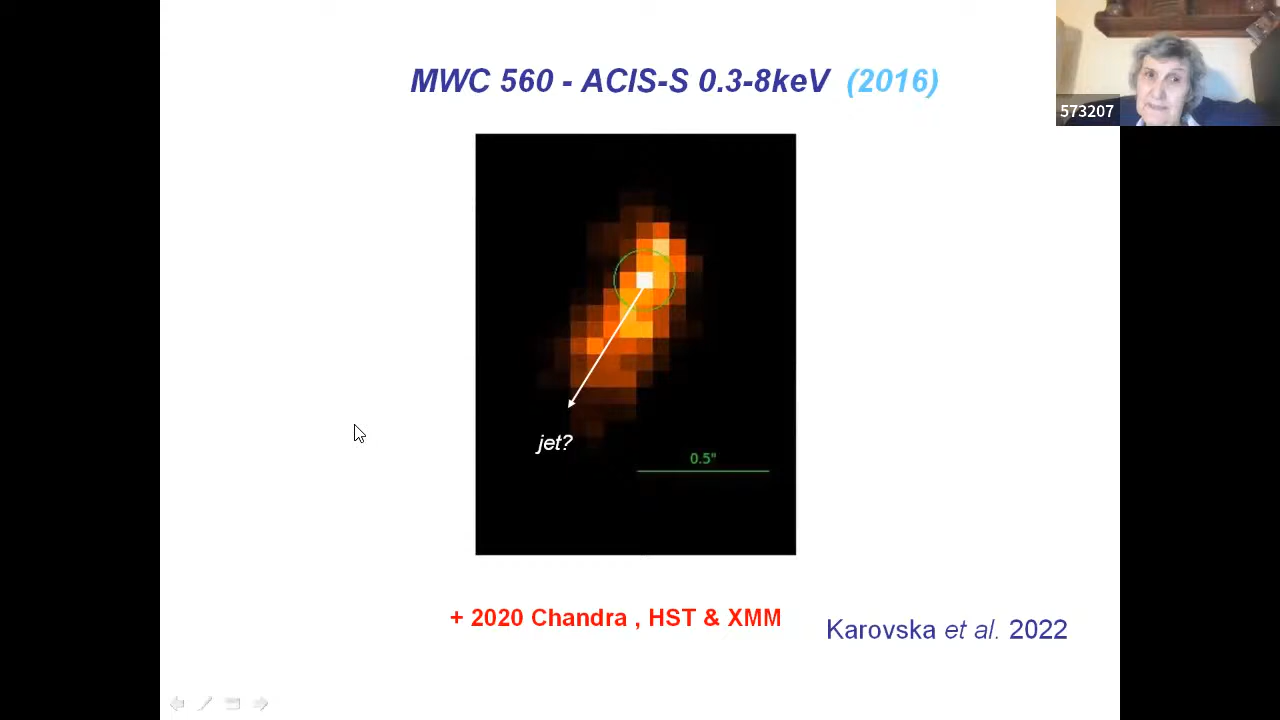 MWC 560 - ACIS-S 0.3-8keV (2016)
573207
jet?
0.5"
+ 2020 Chandra , HST & XMM
Karovska et al. 2022